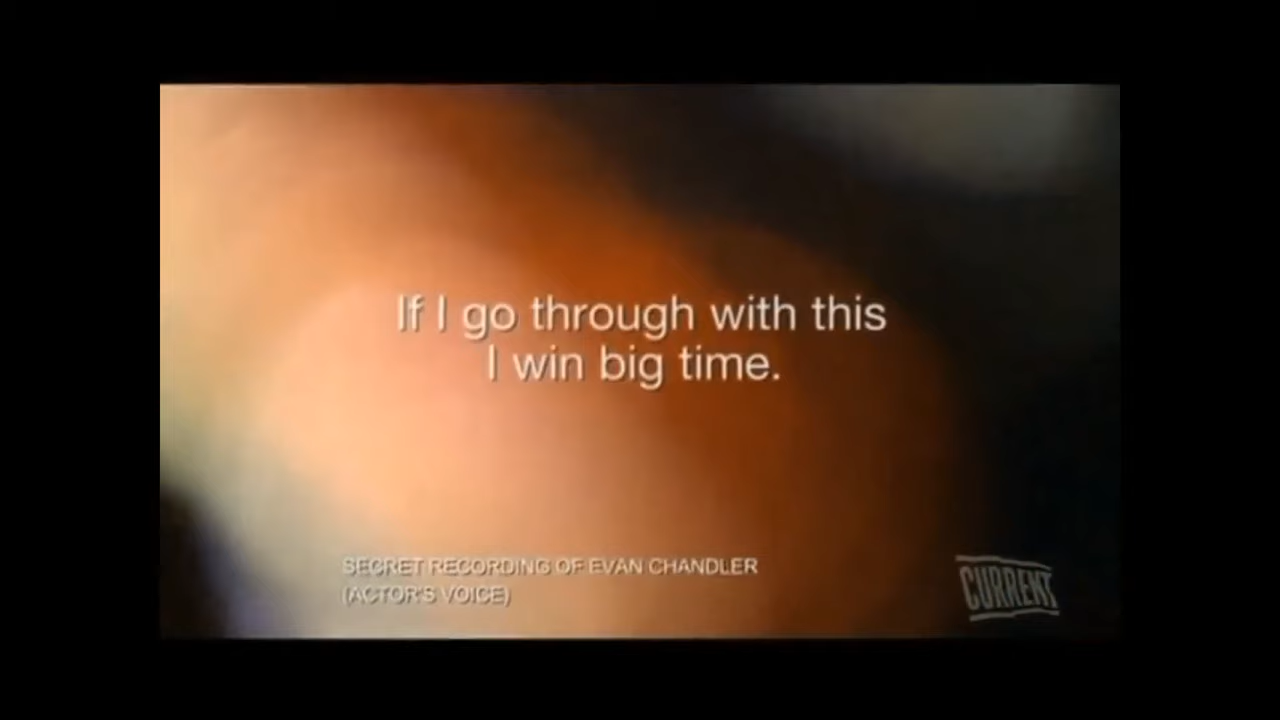 If I go through with this
I win big time.
SECRET RECORDING OF EVAN CHANDLER
(ACTOR'S VOICE)
CURRENT